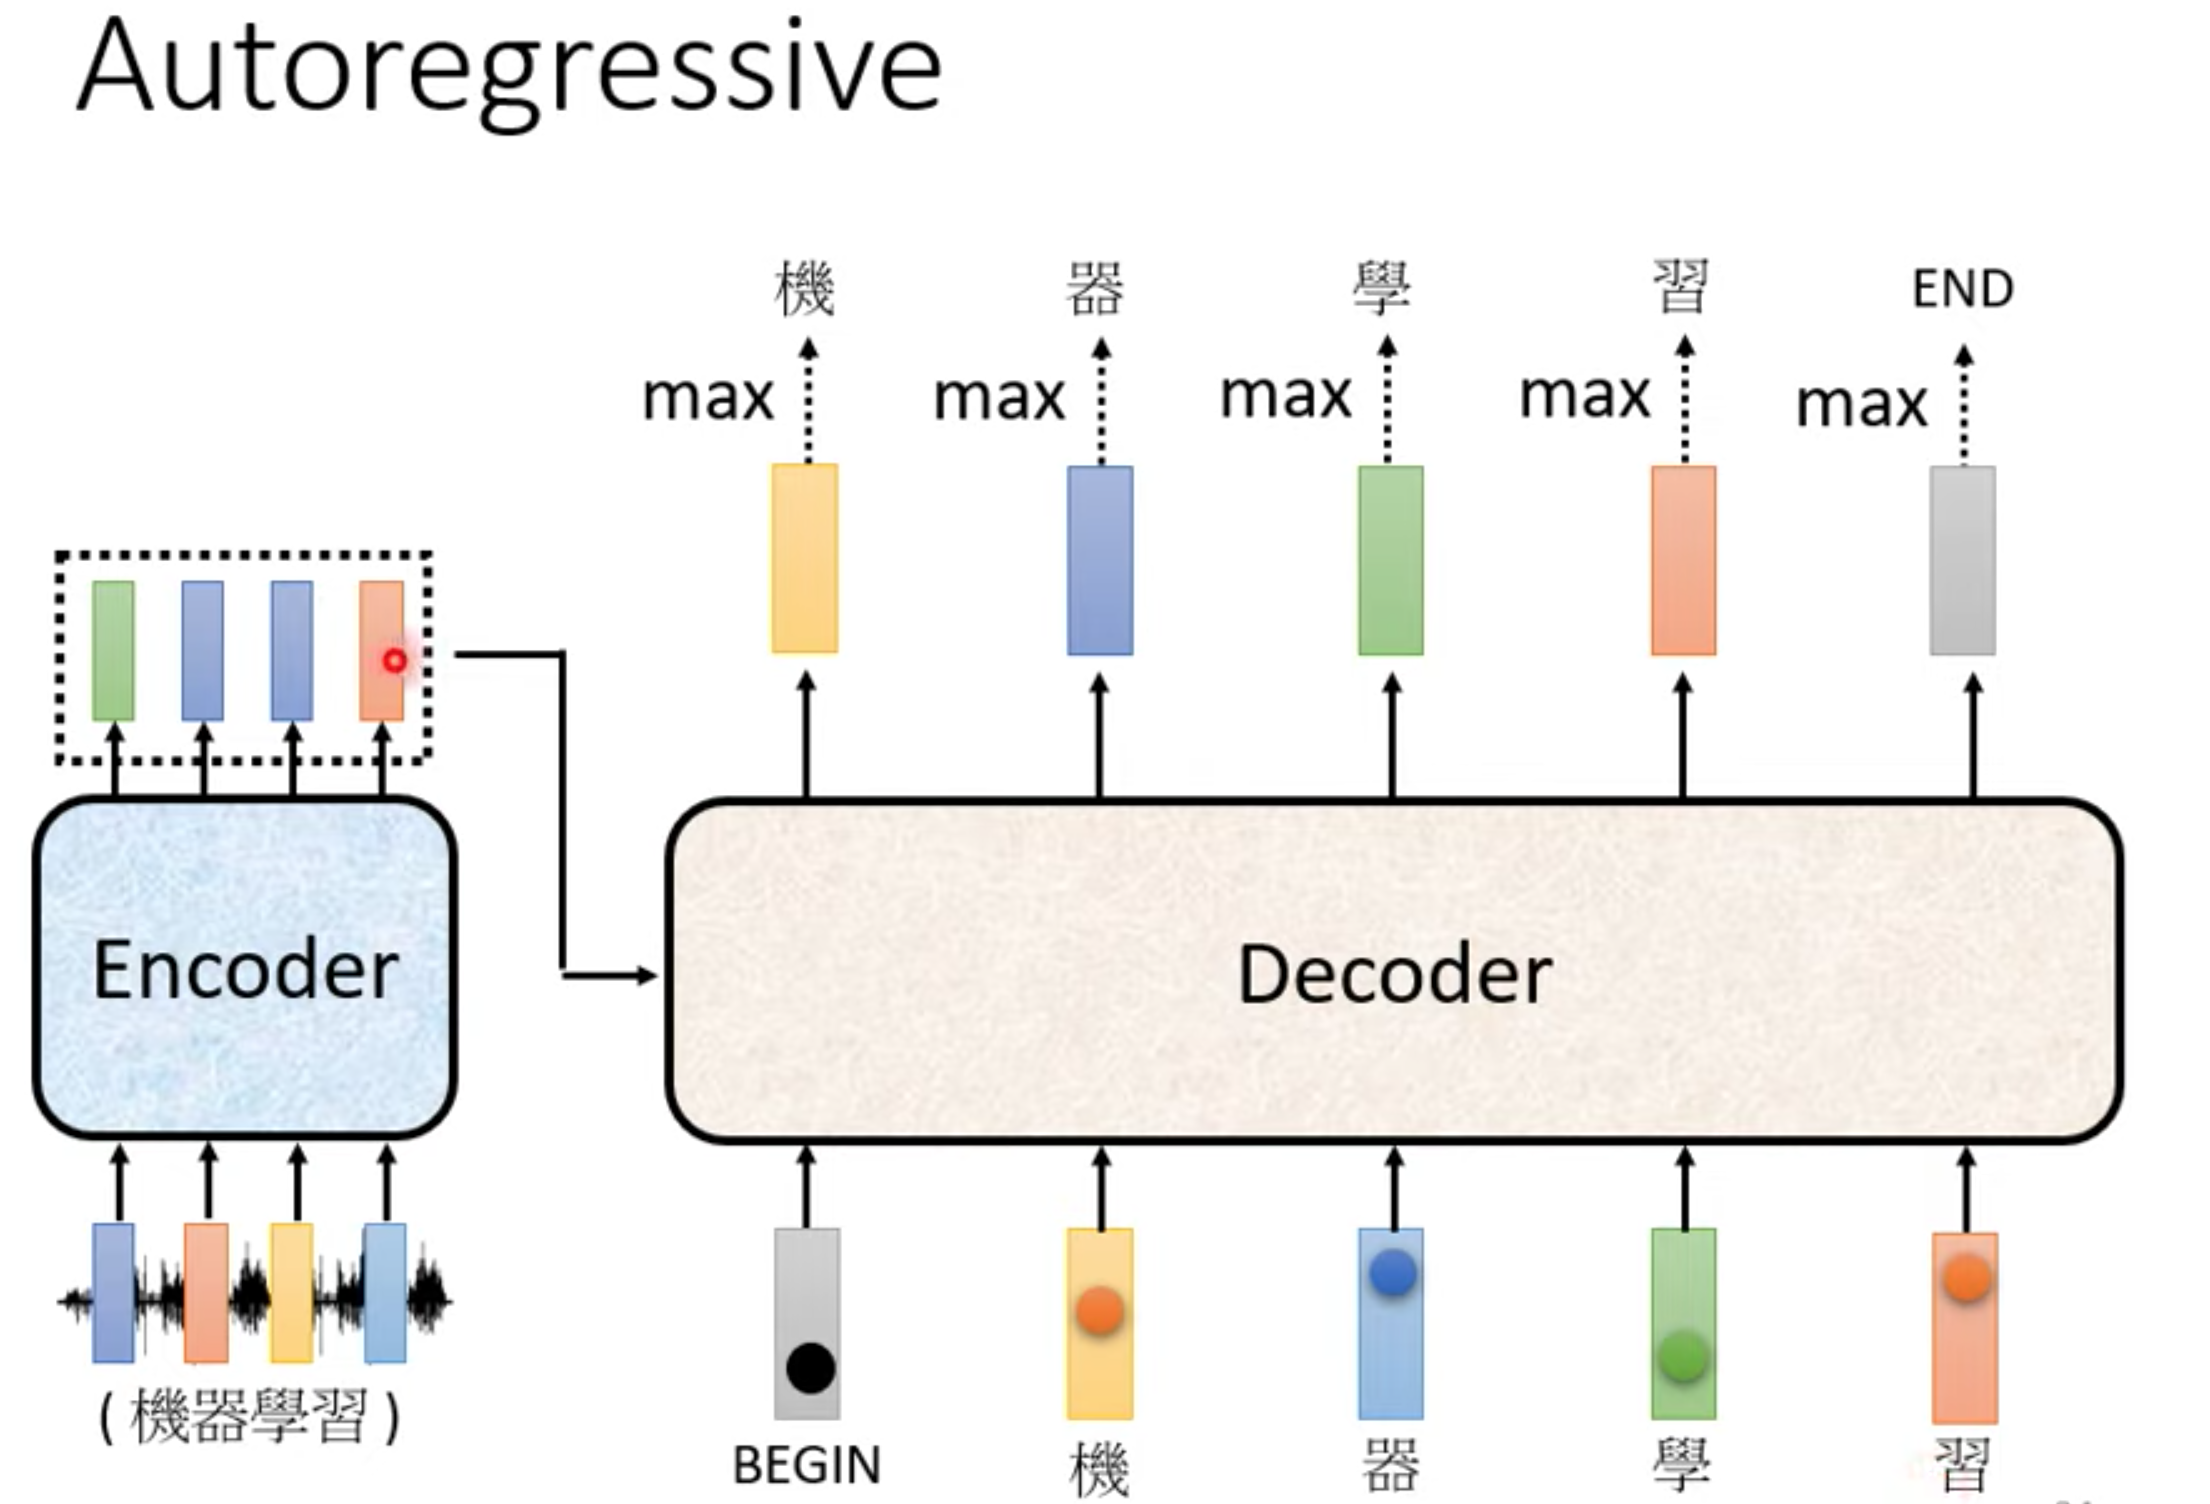 Autoregressive
機 器 學 習 END
max max max max max
Encoder
Decoder
(機器學習)
BEGIN 機 器 學 習